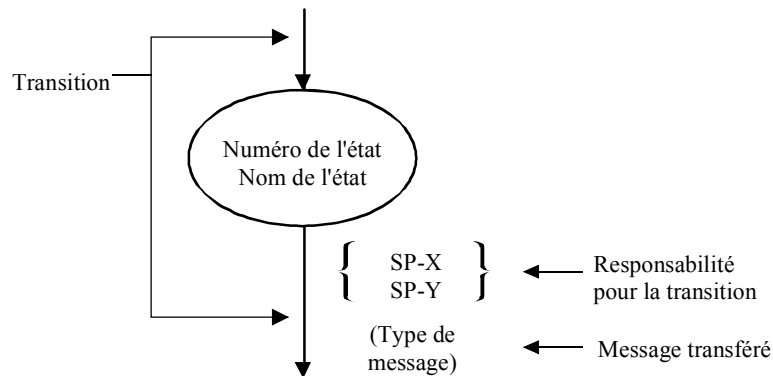 Transition
Numéro de l'état
Nom de l'état
{ SP-X }
{ SP-Y }
Responsabilité
pour la transition
(Type de
message)
Message transféré